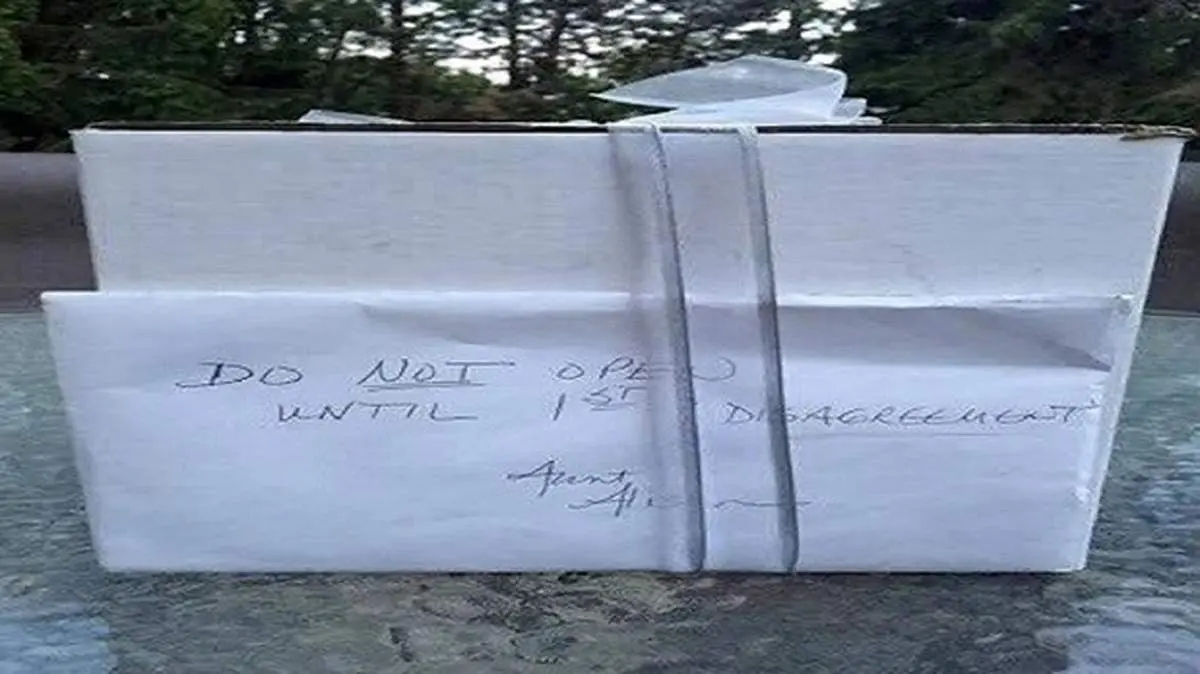 DO NOT OPEN
UNTIL 1ST DISAGREEMENT
Aunt